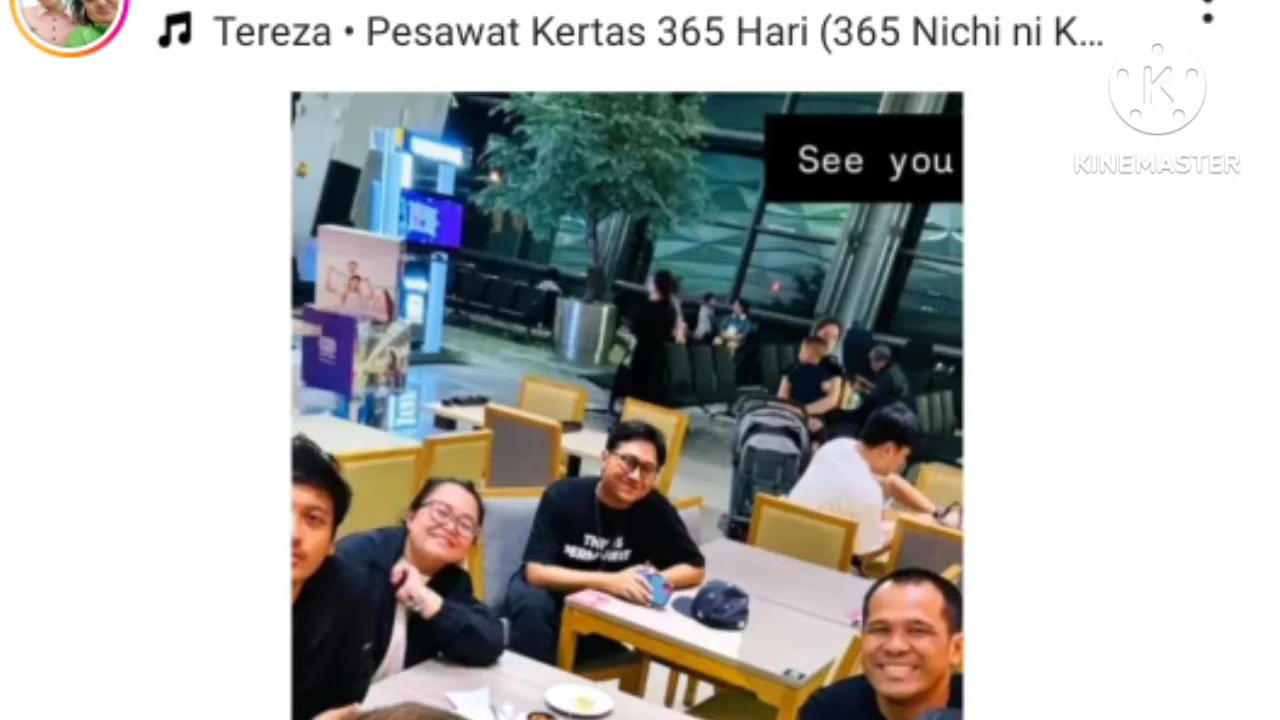 Tereza • Pesawat Kertas 365 Hari (365 Nichi ni K...
See you
K
KINEMASTER